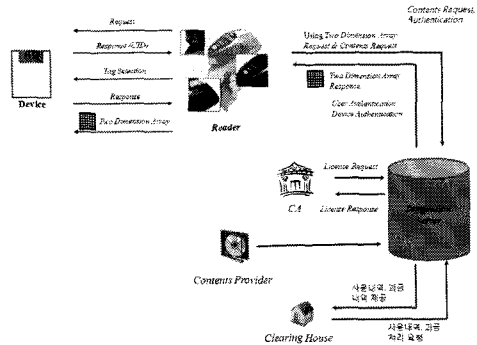 Contents Request,
Authentication
Request
Response
Tag Selection
Response
Two Dimension Array
Device
Reader
Using Two Dimension Array
Request & Contents Request
Two Dimension Array
Response
User Authentication
Device Authentication
License Request
CA
License Response
Contents Provider
사용내역, 과금
내역 제공
Clearing House
사용내역, 과금
처리 요청